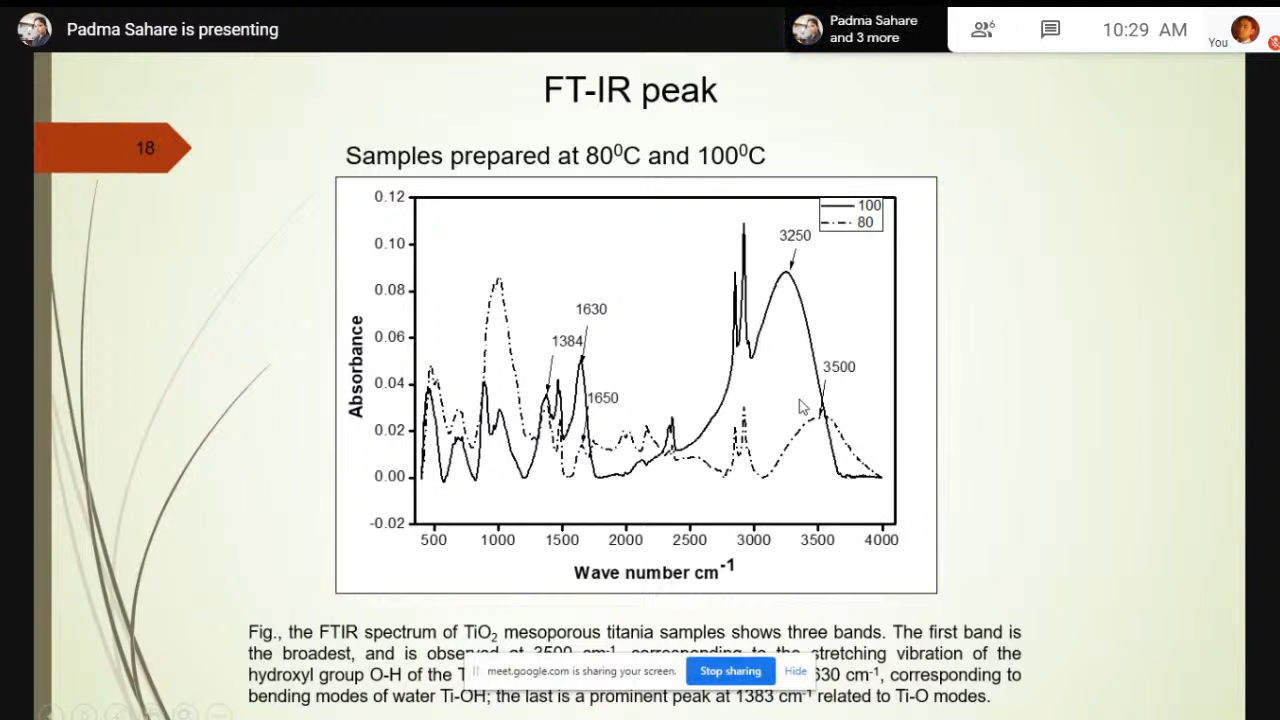 Padma Sahare is presenting
Padma Sahare
and 3 more
6
You
10:29 AM
FT-IR peak
18
Samples prepared at 80⁰C and 100⁰C
100
80
0.12
0.10
0.08
0.06
0.04
0.02
0.00
-0.02
Absorbance
3250
1630
1384
3500
1650
500 1000 1500 2000 2500 3000 3500 4000
Wave number cm⁻¹
Fig., the FTIR spectrum of TiO₂ mesoporous titania samples shows three bands. The first band is
the broadest, and is observed at 3500 cm⁻¹, corresponding to the stretching vibration of the
hydroxyl group O-H of the T 630 cm⁻¹, corresponding to
meet.google.com is sharing your screen. Stop sharing Hide
bending modes of water Ti-OH; the last is a prominent peak at 1383 cm⁻¹ related to Ti-O modes.